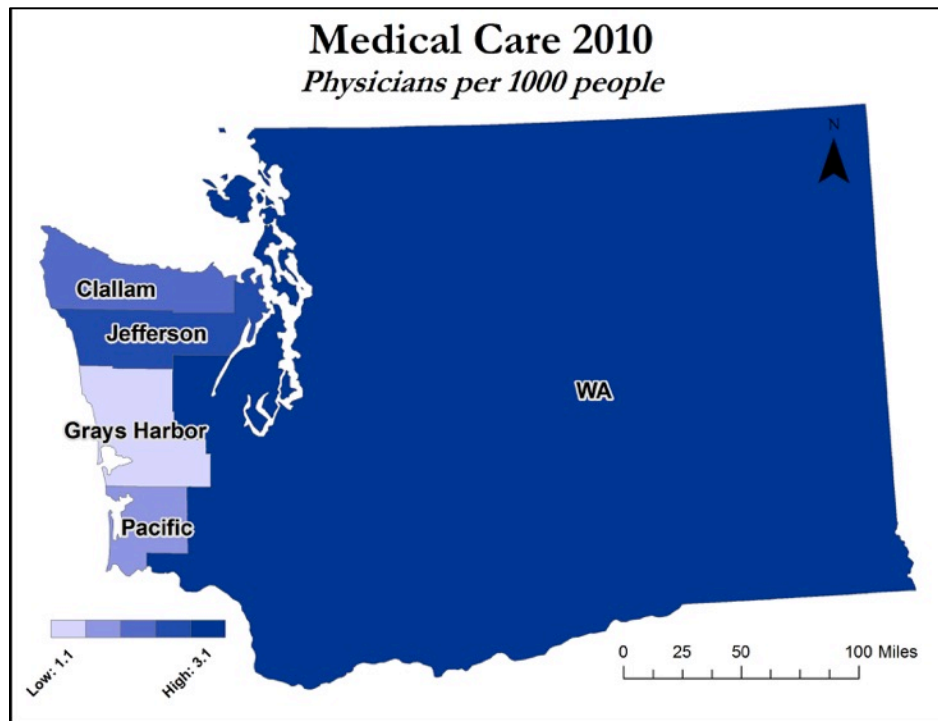 Medical Care 2010
Physicians per 1000 people
N
Clallam
Jefferson
WA
Grays Harbor
Pacific
Low: 1.1
High: 3.1
0 25 50 100 Miles